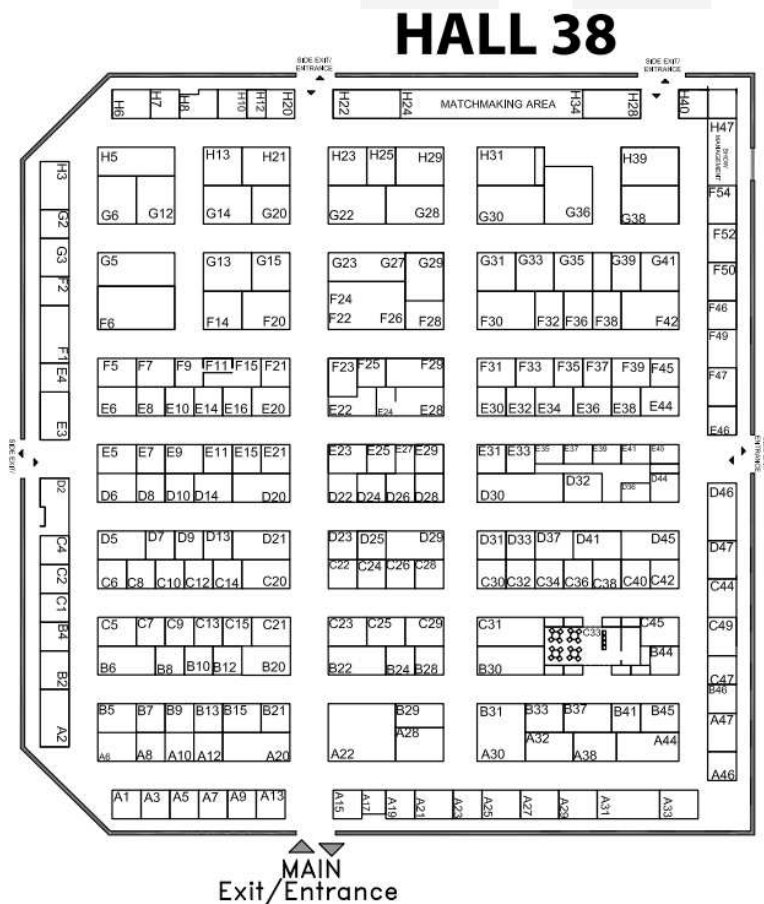 HALL 38
SIDE EXIT/
ENTRANCE
SIDE EXIT/
ENTRANCE
H6 H7 H8 H10 H12 H20 H22 H24 MATCHMAKING AREA H34 H28 H40
H47
SHOW
MANAGEMENT
H3 H5 H13 H21 H23 H25 H29 H31 H39
G2 G6 G12 G14 G20 G22 G28 G30 G36 G38 F54
F52
G3 G5 G13 G15 G23 G27 G29 G31 G33 G35 G39 G41 F50
F2 F24
F6 F14 F20 F22 F26 F28 F30 F32 F36 F38 F42 F46
F49
F1
E4 F5 F7 F9 F11 F15 F21 F23 F25 F29 F31 F33 F35 F37 F39 F45 F47
E3 E6 E8 E10 E14 E16 E20 E22 E24 E28 E30 E32 E34 E36 E38 E44 E46
SIDE EXIT/
ENTRANCE
E5 E7 E9 E11 E15 E21 E23 E25 E27 E29 E31 E33 E35 E37 E39 E41 E45
D2 D6 D8 D10 D14 D20 D22 D24 D26 D28 D30 D32 D36 D44 D46
C4 D5 D7 D9 D13 D21 D23 D25 D29 D31 D33 D37 D41 D45 D47
C2 C6 C8 C10 C12 C14 C20 C22 C24 C26 C28 C30 C32 C34 C36 C38 C40 C42 C44
C1
B4 C5 C7 C9 C13 C15 C21 C23 C25 C29 C31 C33 C45 C49
B2 B6 B8 B10 B12 B20 B22 B24 B28 B30 B44 C47
B46
A2 B5 B7 B9 B13 B15 B21 B29 B31 B33 B37 B41 B45 A47
A6 A8 A10 A12 A20 A22 A28 A30 A32 A38 A44 A46
A1 A3 A5 A7 A9 A13 A15 A17 A19 A21 A23 A25 A27 A29 A31 A33
MAIN
Exit/Entrance